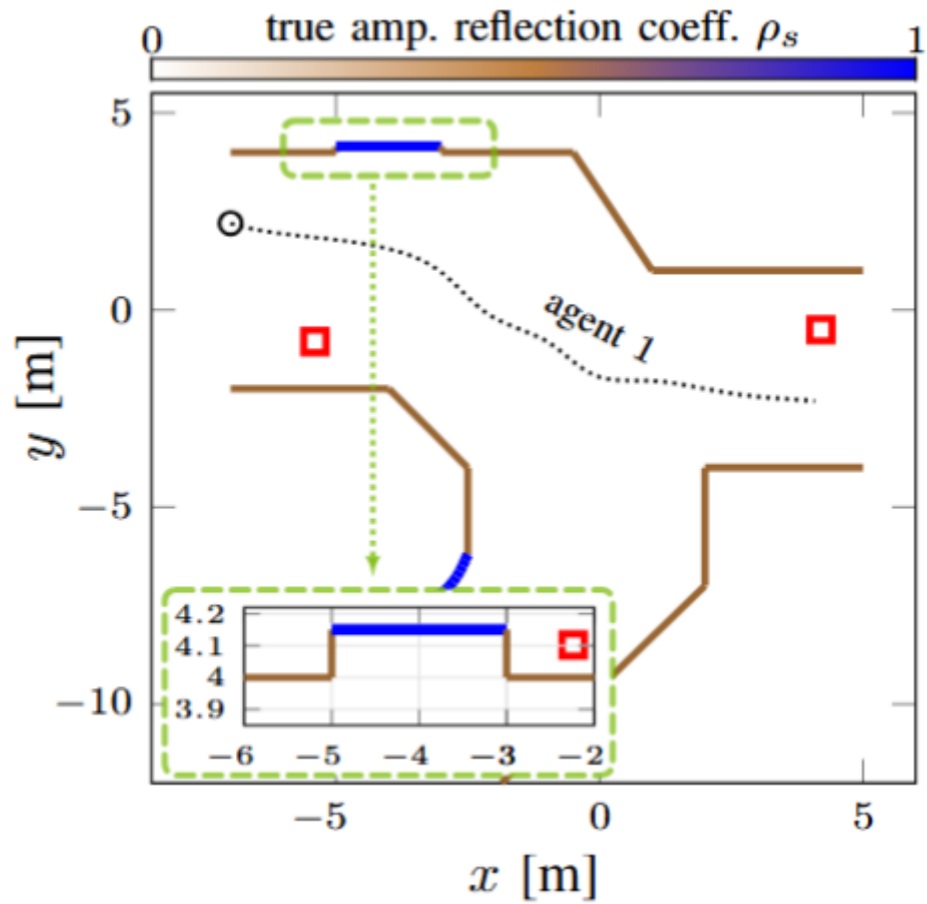 true amp. reflection coeff. ρₛ
0 1
5
0
−5
−10
y [m]
agent 1
4.2
4.1
4
3.9
−6 −5 −4 −3 −2
−5 0 5
x [m]